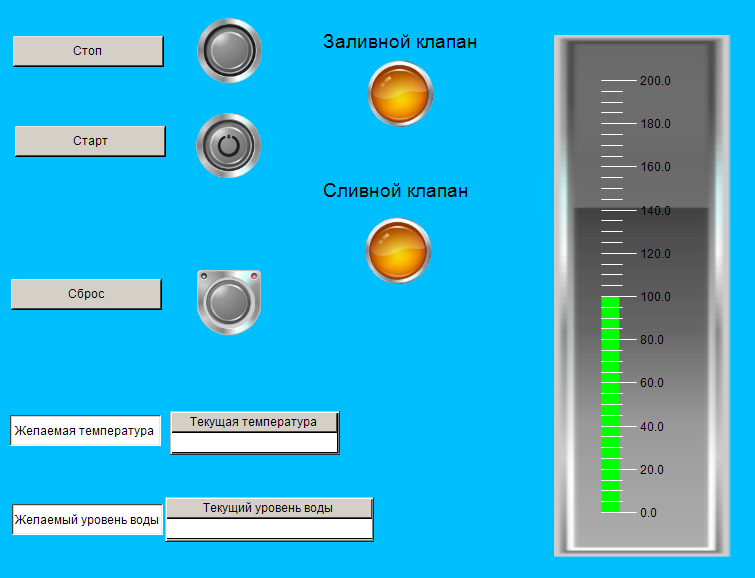 Стоп
Заливной клапан
Старт
Сливной клапан
Сброс
Желаемая температура
Текущая температура
Желаемый уровень воды
Текущий уровень воды
200.0
180.0
160.0
140.0
120.0
100.0
80.0
60.0
40.0
20.0
0.0